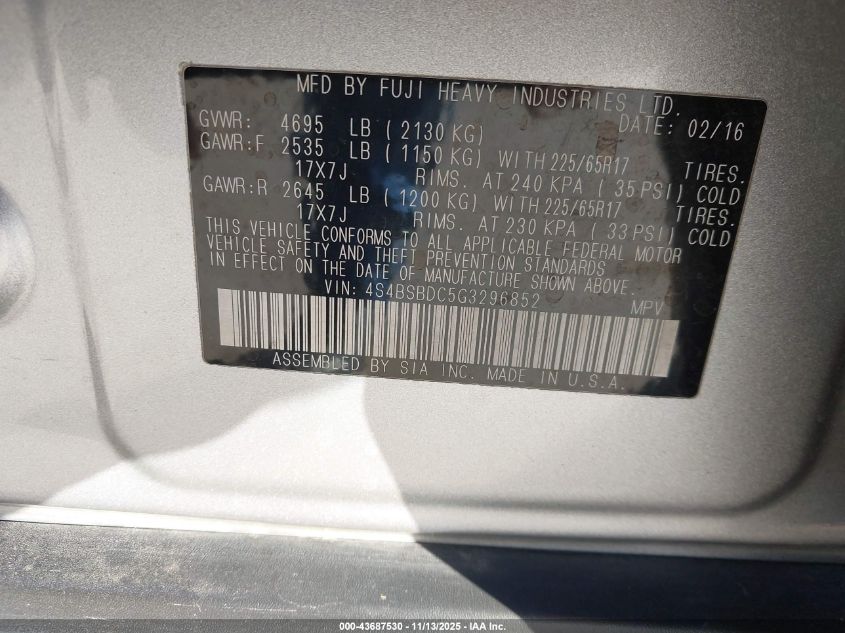 MFD BY FUJI HEAVY INDUSTRIES LTD.
GVWR: 4695 LB ( 2130 KG) DATE: 02/16
GAWR:F 2535 LB ( 1150 KG) WITH 225/65R17 TIRES.
17X7J RIMS. AT 240 KPA ( 35 PSI) COLD
GAWR:R 2645 LB ( 1200 KG) WITH 225/65R17 TIRES.
17X7J RIMS. AT 230 KPA ( 33 PSI) COLD
THIS VEHICLE CONFORMS TO ALL APPLICABLE FEDERAL MOTOR
VEHICLE SAFETY AND THEFT PREVENTION STANDARDS
IN EFFECT ON THE DATE OF MANUFACTURE SHOWN ABOVE.
VIN: 4S4BSBDC5G3296852 MPV
ASSEMBLED BY SIA INC. MADE IN U.S.A.
000-43687530 - 11/13/2025 - IAA Inc.